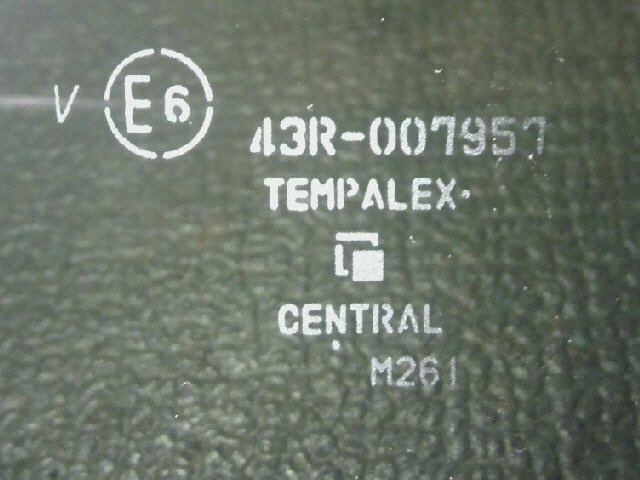 V E6
43R-007957
TEMPALEX
CENTRAL
M261